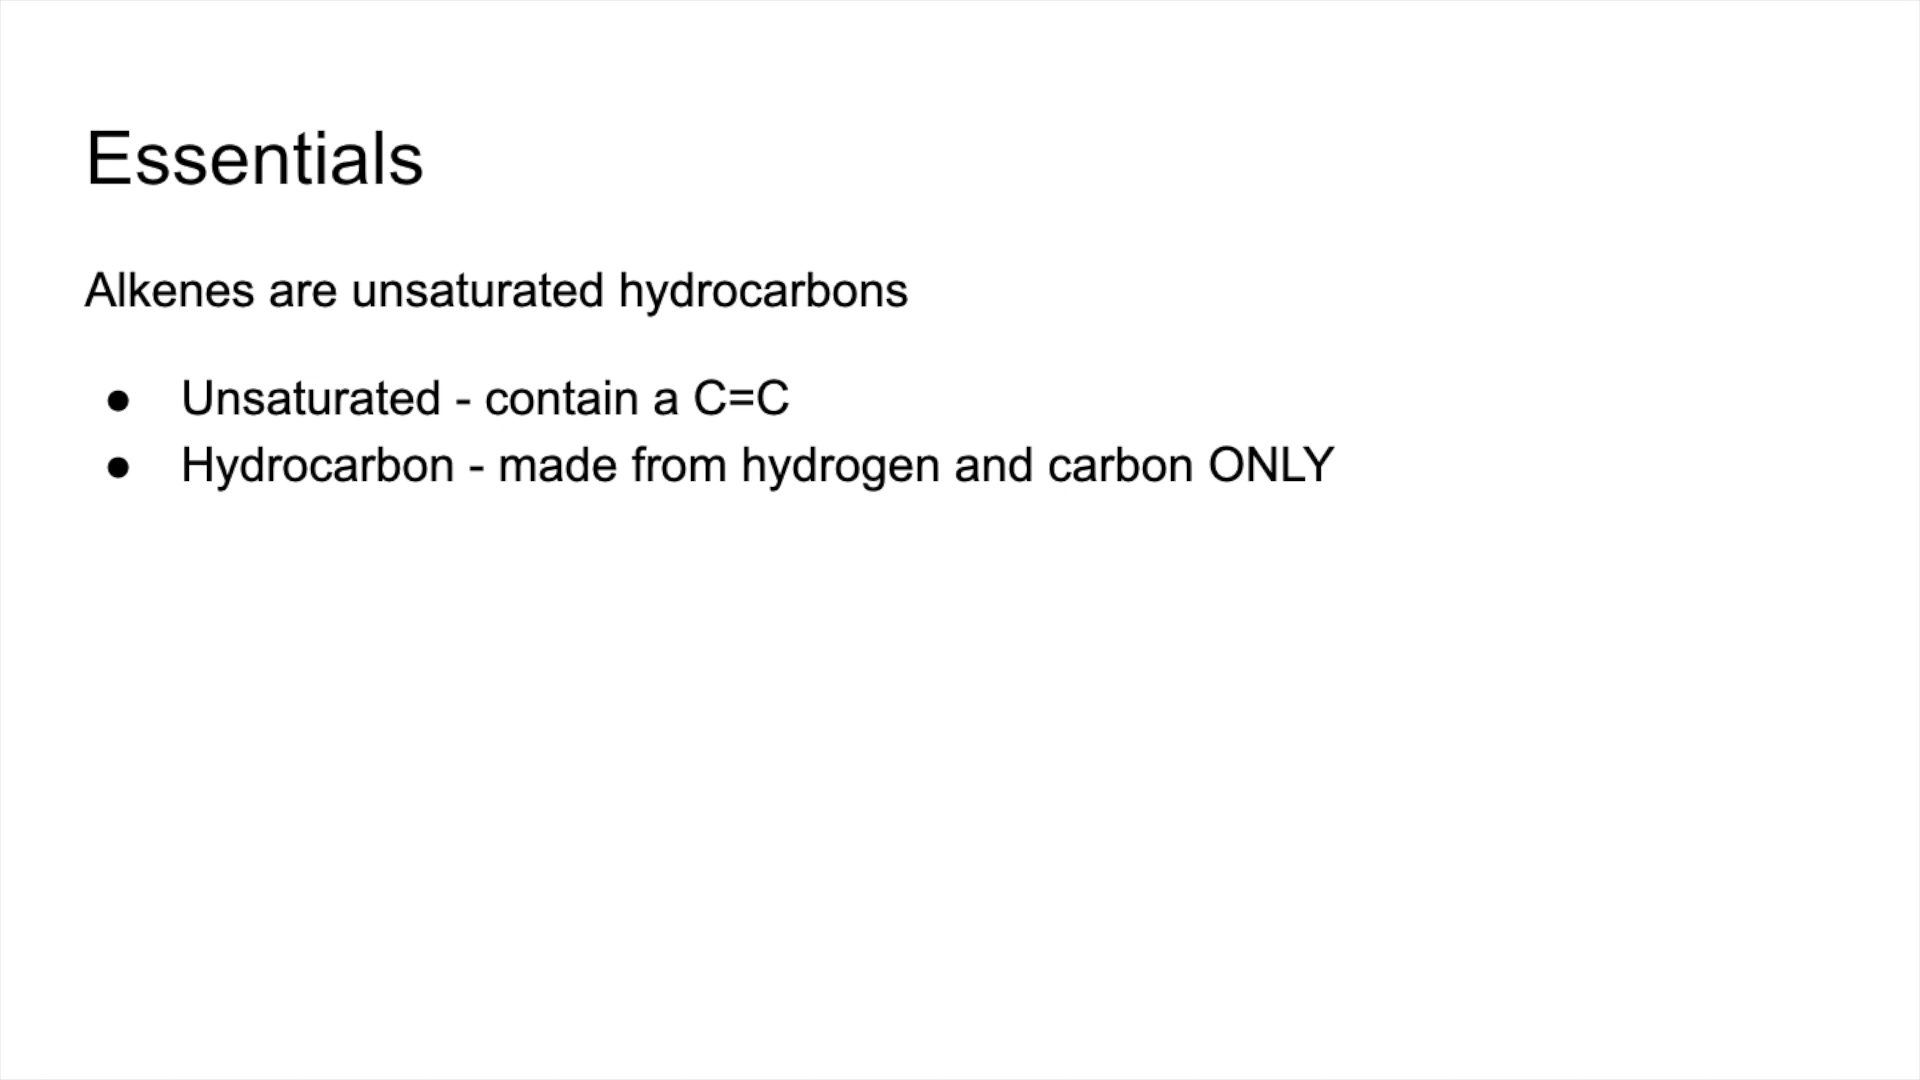 Essentials
Alkenes are unsaturated hydrocarbons
● Unsaturated - contain a C=C
● Hydrocarbon - made from hydrogen and carbon ONLY